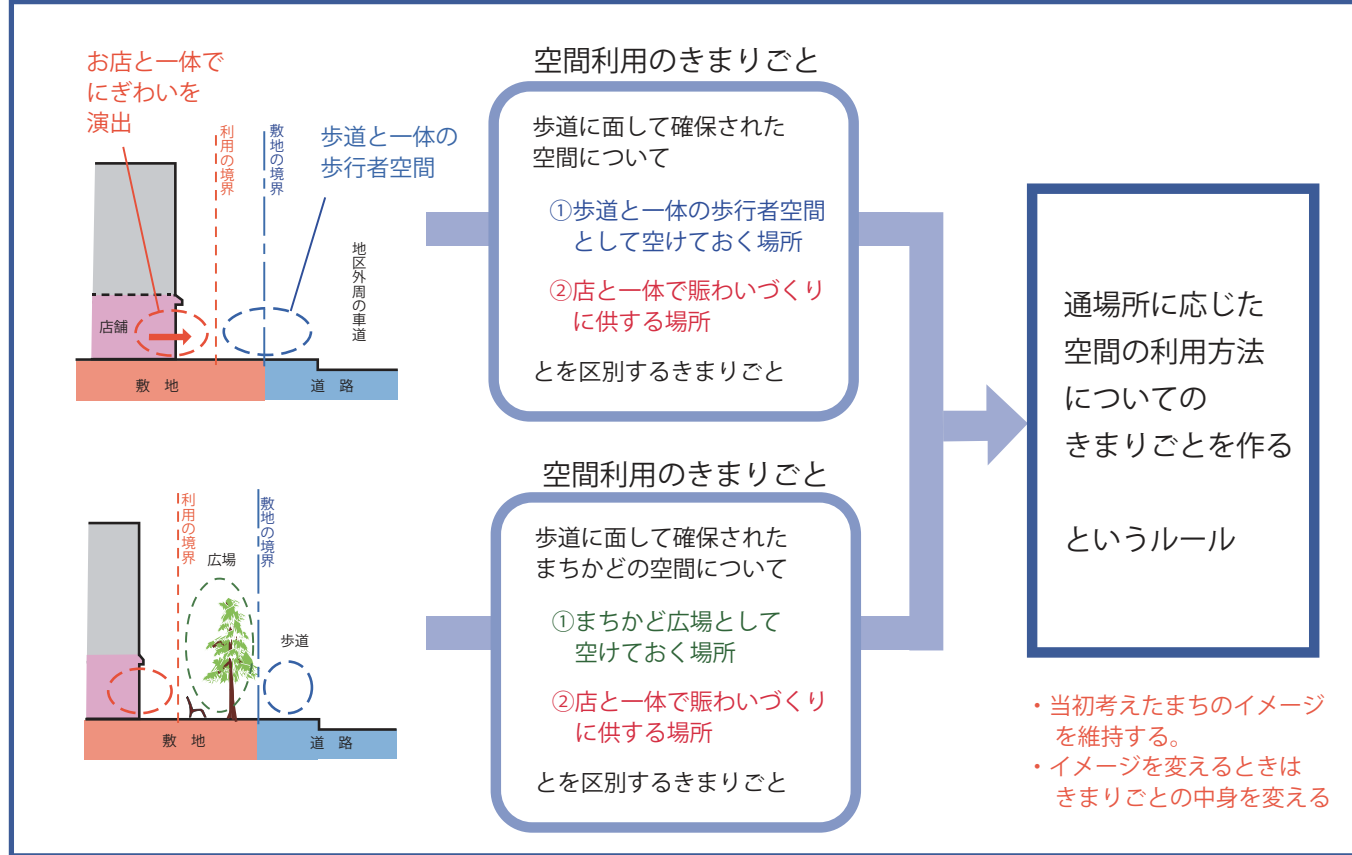 お店と一体で
にぎわいを
演出
利用の境界
敷地の境界
歩道と一体の
歩行者空間
地区外周の車道
店舗
敷 地
道 路
空間利用のきまりごと
歩道に面して確保された
空間について
①歩道と一体の歩行者空間
として空けておく場所
②店と一体で賑わいづくり
に供する場所
とを区別するきまりごと
利用の境界
広場
敷地の境界
歩道
敷 地
道 路
空間利用のきまりごと
歩道に面して確保された
まちかどの空間について
①まちかど広場として
空けておく場所
②店と一体で賑わいづくり
に供する場所
とを区別するきまりごと
通場所に応じた
空間の利用方法
についての
きまりごとを作る
というルール
・当初考えたまちのイメージ
を維持する。
・イメージを変えるときは
きまりごとの中身を変える